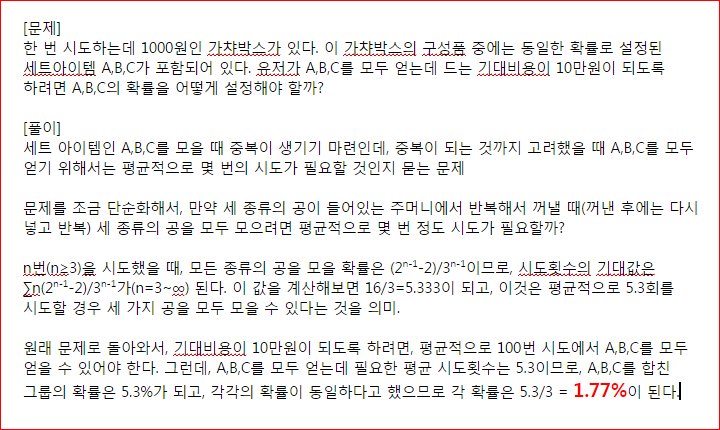 [문제]
한 번 시도하는데 1000원인 가챠박스가 있다. 이 가챠박스의 구성품 중에는 동일한 확률로 설정된
세트아이템 A,B,C가 포함되어 있다. 유저가 A,B,C를 모두 얻는데 드는 기대비용이 10만원이 되도록
하려면 A,B,C의 확률을 어떻게 설정해야 할까?
[풀이]
세트 아이템인 A,B,C를 모을 때 중복이 생기기 마련인데, 중복이 되는 것까지 고려했을 때 A,B,C를 모두
얻기 위해서는 평균적으로 몇 번의 시도가 필요할 것인지 묻는 문제
문제를 조금 단순화해서, 만약 세 종류의 공이 들어있는 주머니에서 반복해서 꺼낼 때(꺼낸 후에는 다시
넣고 반복) 세 종류의 공을 모두 모으려면 평균적으로 몇 번 정도 시도가 필요할까?
n번(n≥3)을 시도했을 때, 모든 종류의 공을 모을 확률은 (2ⁿ⁻¹-2)/3ⁿ⁻¹이므로, 시도횟수의 기대값은
∑n(2ⁿ⁻¹-2)/3ⁿ⁻¹가(n=3~∞) 된다. 이 값을 계산해보면 16/3=5.333이 되고, 이것은 평균적으로 5.3회를
시도할 경우 세 가지 공을 모두 모을 수 있다는 것을 의미.
원래 문제로 돌아와서, 기대비용이 10만원이 되도록 하려면, 평균적으로 100번 시도에서 A,B,C를 모두
얻을 수 있어야 한다. 그런데, A,B,C를 모두 얻는데 필요한 평균 시도횟수는 5.3이므로, A,B,C를 합친
그룹의 확률은 5.3%가 되고, 각각의 확률이 동일하다고 했으므로 각 확률은 5.3/3 = 1.77%이 된다.